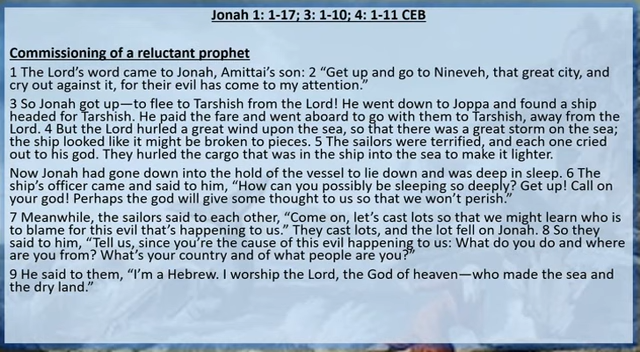 Jonah 1: 1-17; 3: 1-10; 4: 1-11 CEB
Commissioning of a reluctant prophet
1 The Lord’s word came to Jonah, Amittai’s son: 2 “Get up and go to Nineveh, that great city, and
cry out against it, for their evil has come to my attention.”
3 So Jonah got up—to flee to Tarshish from the Lord! He went down to Joppa and found a ship
headed for Tarshish. He paid the fare and went aboard to go with them to Tarshish, away from the
Lord. 4 But the Lord hurled a great wind upon the sea, so that there was a great storm on the sea;
the ship looked like it might be broken to pieces. 5 The sailors were terrified, and each one cried
out to his god. They hurled the cargo that was in the ship into the sea to make it lighter.
Now Jonah had gone down into the hold of the vessel to lie down and was deep in sleep. 6 The
ship’s officer came and said to him, “How can you possibly be sleeping so deeply? Get up! Call on
your god! Perhaps the god will give some thought to us so that we won’t perish.”
7 Meanwhile, the sailors said to each other, “Come on, let’s cast lots so that we might learn who is
to blame for this evil that’s happening to us.” They cast lots, and the lot fell on Jonah. 8 So they
said to him, “Tell us, since you’re the cause of this evil happening to us: What do you do and where
are you from? What’s your country and of what people are you?”
9 He said to them, “I’m a Hebrew. I worship the Lord, the God of heaven—who made the sea and
the dry land.”